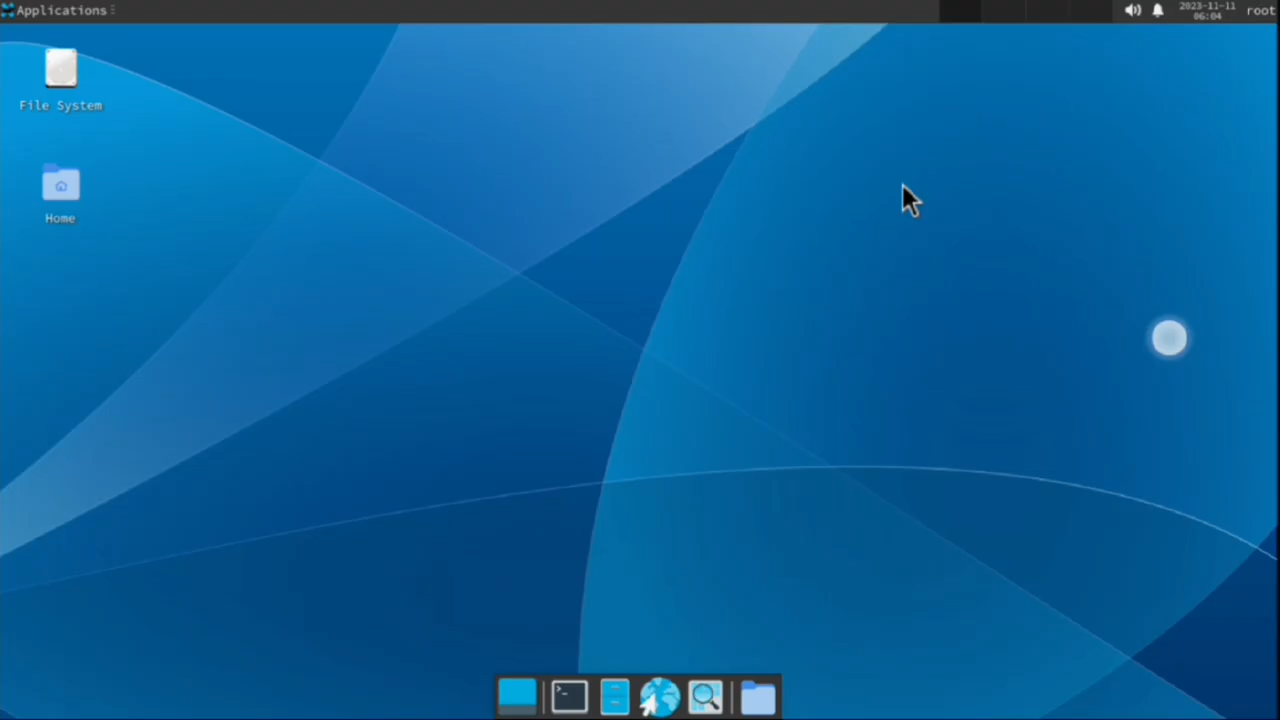 Applications
2023-11-11
06:04
root
File System
Home